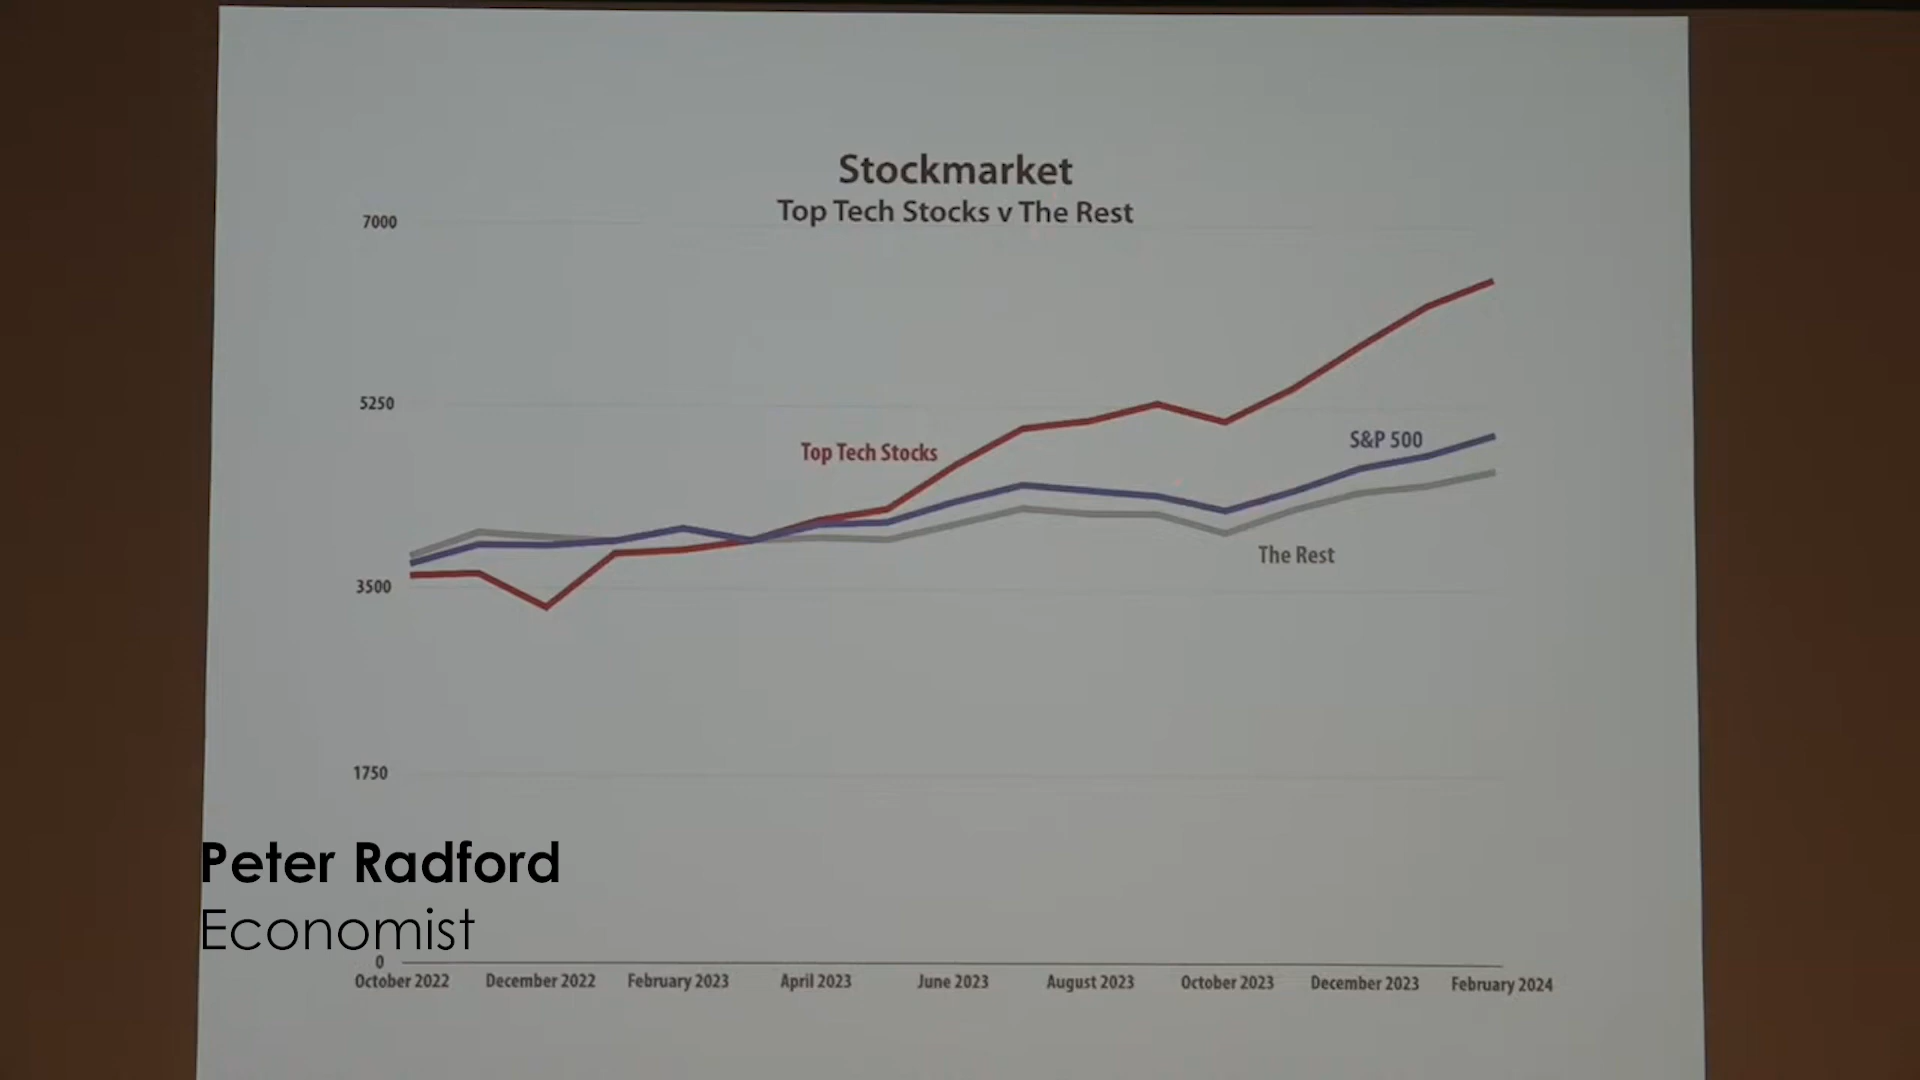 Stockmarket
Top Tech Stocks v The Rest
7000
5250
3500
1750
0
Top Tech Stocks
S&P 500
The Rest
October 2022
December 2022
February 2023
April 2023
June 2023
August 2023
October 2023
December 2023
February 2024
Peter Radford
Economist